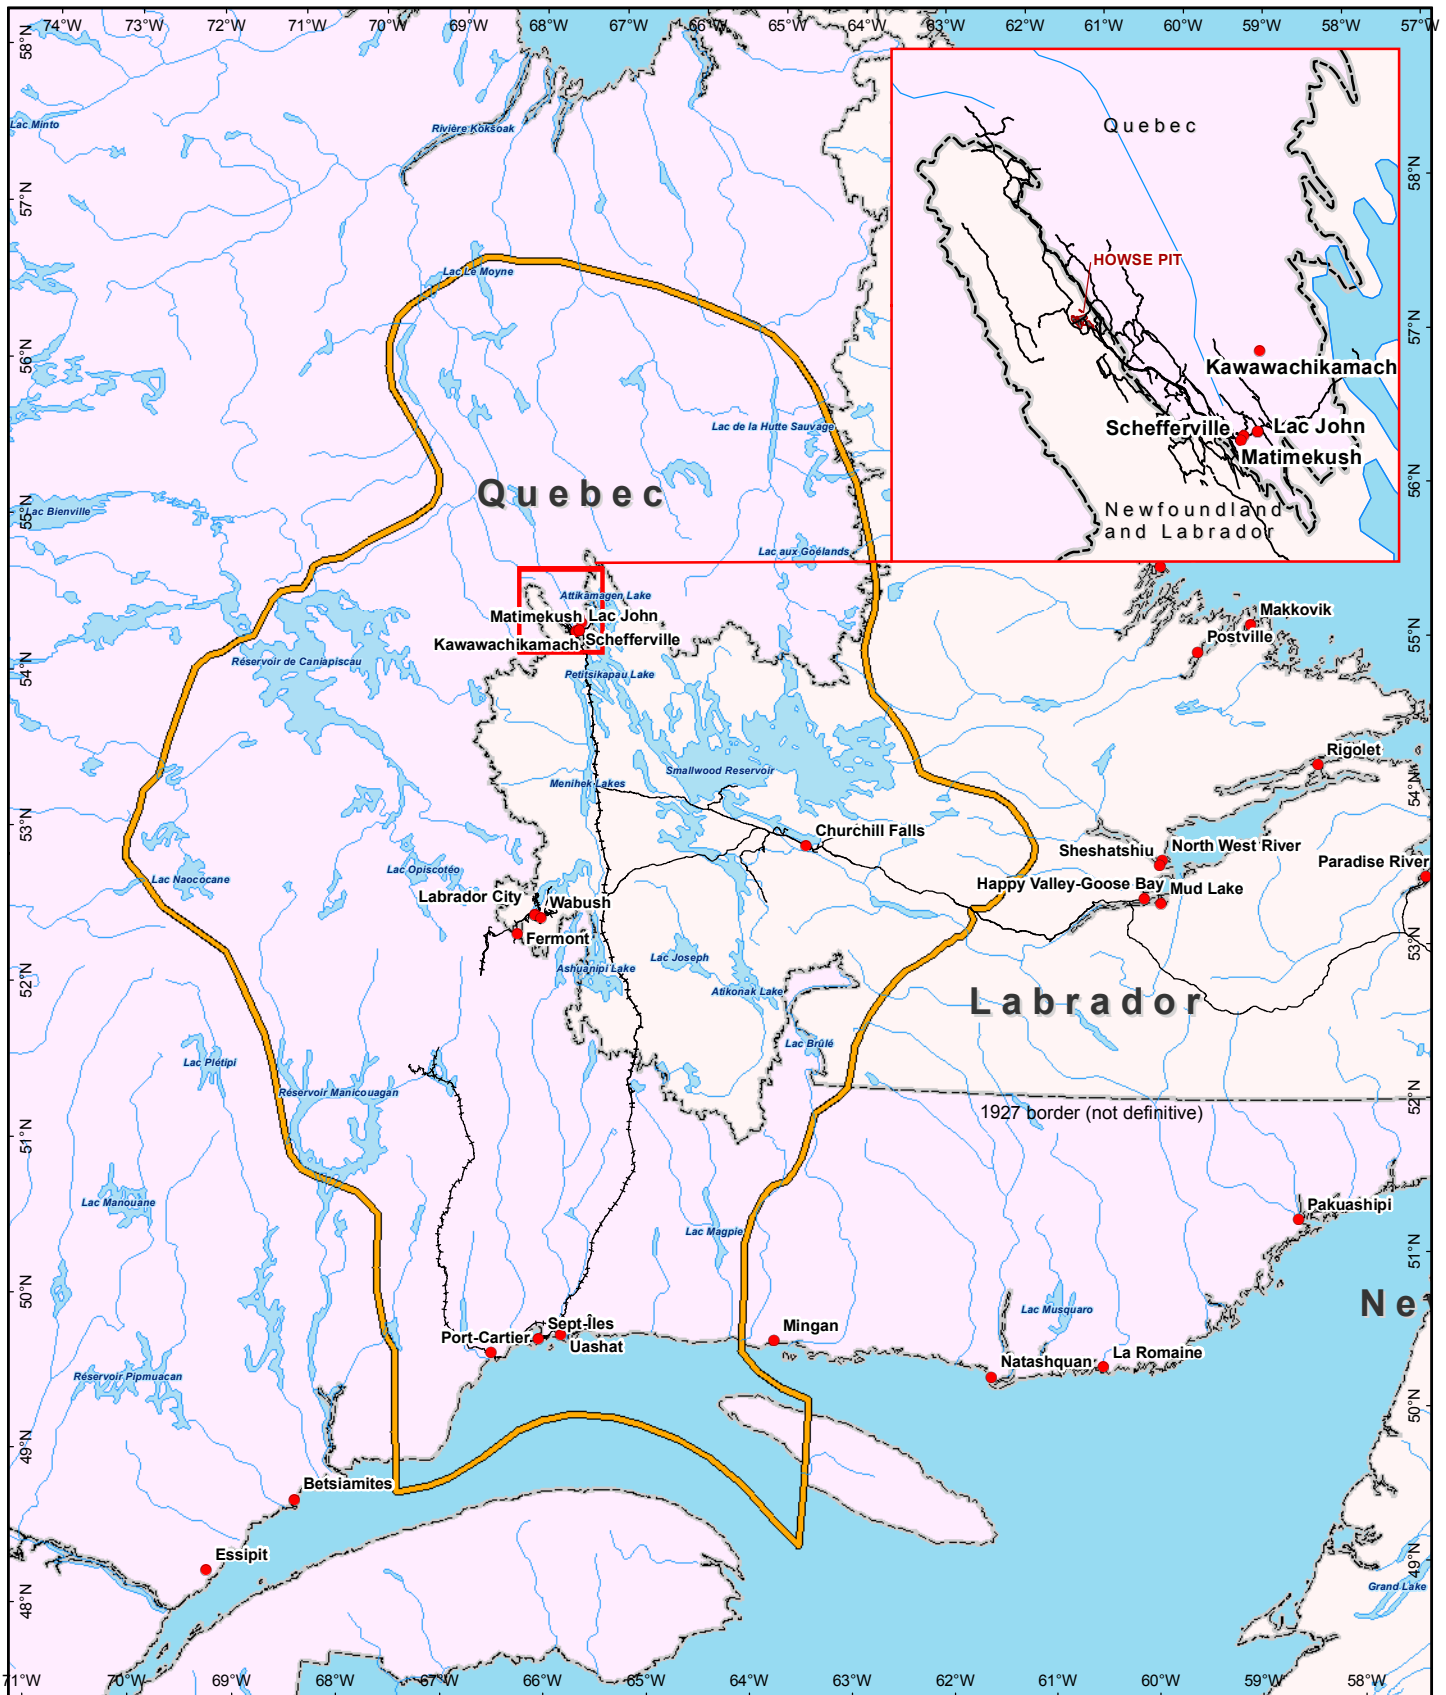 74°W 73°W 72°W 71°W 70°W 69°W 68°W 67°W 66°W 65°W 64°W 63°W 62°W 61°W 60°W 59°W 58°W 57°W
58°N
57°N
56°N
55°N
54°N
53°N
52°N
51°N
50°N
49°N
48°N
Lac Minto
Rivière Koksoak
Lac Le Moyne
Lac de la Hutte Sauvage
Quebec
Lac Bienville
Lac aux Goélands
Attikamagen Lake
Matimekush
Lac John
Kawawachikamach
Schefferville
Réservoir de Caniapiscau
Petitsikapau Lake
Smallwood Reservoir
Menihek Lakes
Churchill Falls
Lac Opiscotéo
Lac Naococane
Labrador City
Wabush
Fermont
Ashuanipi Lake
Lac Joseph
Atikonak Lake
Labrador
Lac Brûlé
Lac Plétipi
Réservoir Manicouagan
1927 border (not definitive)
Lac Manouane
Lac Magpie
Lac Musquaro
Pakuashipi
Ne
Port-Cartier
Sept-Îles
Uashat
Mingan
Natashquan
La Romaine
Réservoir Pipmuacan
Betsiamites
Essipit
Grand Lake
Makkovik
Postville
Rigolet
Sheshatshiu
North West River
Happy Valley-Goose Bay
Mud Lake
Paradise River
Quebec
HOWSE PIT
Kawawachikamach
Schefferville
Lac John
Matimekush
Newfoundland
and Labrador
58°N
57°N
56°N
55°N
54°N
53°N
52°N
51°N
50°N
49°N
71°W 70°W 69°W 68°W 67°W 66°W 65°W 64°W 63°W 62°W 61°W 60°W 59°W 58°W